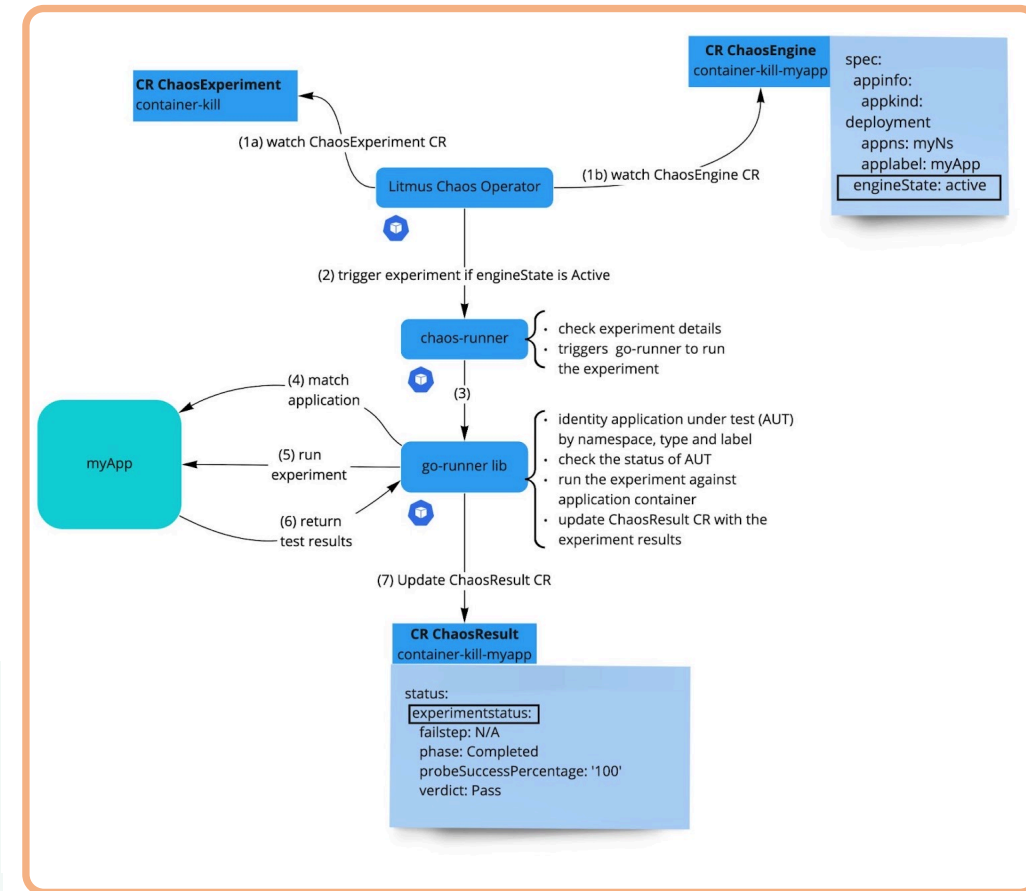 CR ChaosExperiment
container-kill
CR ChaosEngine
container-kill-myapp
spec:
appinfo:
appkind:
deployment
appns: myNs
applabel: myApp
engineState: active
(1a) watch ChaosExperiment CR
(1b) watch ChaosEngine CR
Litmus Chaos Operator
(2) trigger experiment if engineState is Active
chaos-runner
· check experiment details
· triggers go-runner to run
the experiment
(3)
(4) match
application
myApp
(5) run
experiment
go-runner lib
· identity application under test (AUT)
by namespace, type and label
· check the status of AUT
· run the experiment against
application container
· update ChaosResult CR with the
experiment results
(6) return
test results
(7) Update ChaosResult CR
CR ChaosResult
container-kill-myapp
status:
experimentstatus:
failstep: N/A
phase: Completed
probeSuccessPercentage: '100'
verdict: Pass